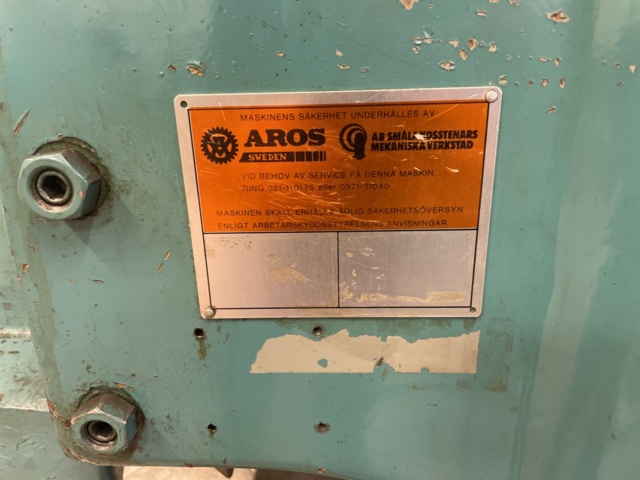 MASKINENS SÄKERHET UNDERHÅLLES AV
AROS
SWEDEN
AB SMÅLANDSSTENARS
MEKANISKA VERKSTAD
VID BEHOV AV SERVICE PÅ DENNA MASKIN
RING 021-110175 eller 0371-31040
MASKINEN SKALL ERHÅLLA ÅRLIG SÄKERHETSÖVERSYN
ENLIGT ARBETARSKYDDSSTYRELSENS ANVISNINGAR